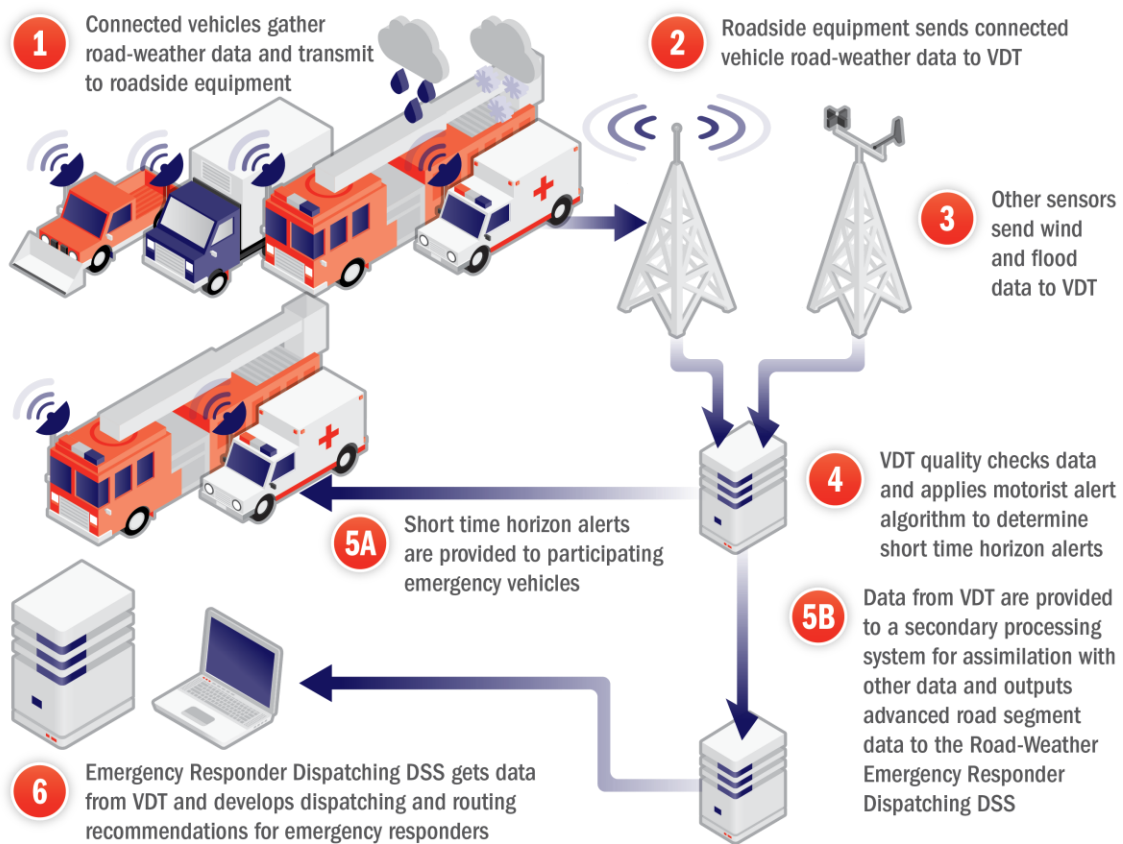 1
Connected vehicles gather
road-weather data and transmit
to roadside equipment
2
Roadside equipment sends connected
vehicle road-weather data to VDT
3
Other sensors
send wind
and flood
data to VDT
4
VDT quality checks data
and applies motorist alert
algorithm to determine
short time horizon alerts
5A
Short time horizon alerts
are provided to participating
emergency vehicles
5B
Data from VDT are provided
to a secondary processing
system for assimilation with
other data and outputs
advanced road segment
data to the Road-Weather
Emergency Responder
Dispatching DSS
6
Emergency Responder Dispatching DSS gets data
from VDT and develops dispatching and routing
recommendations for emergency responders